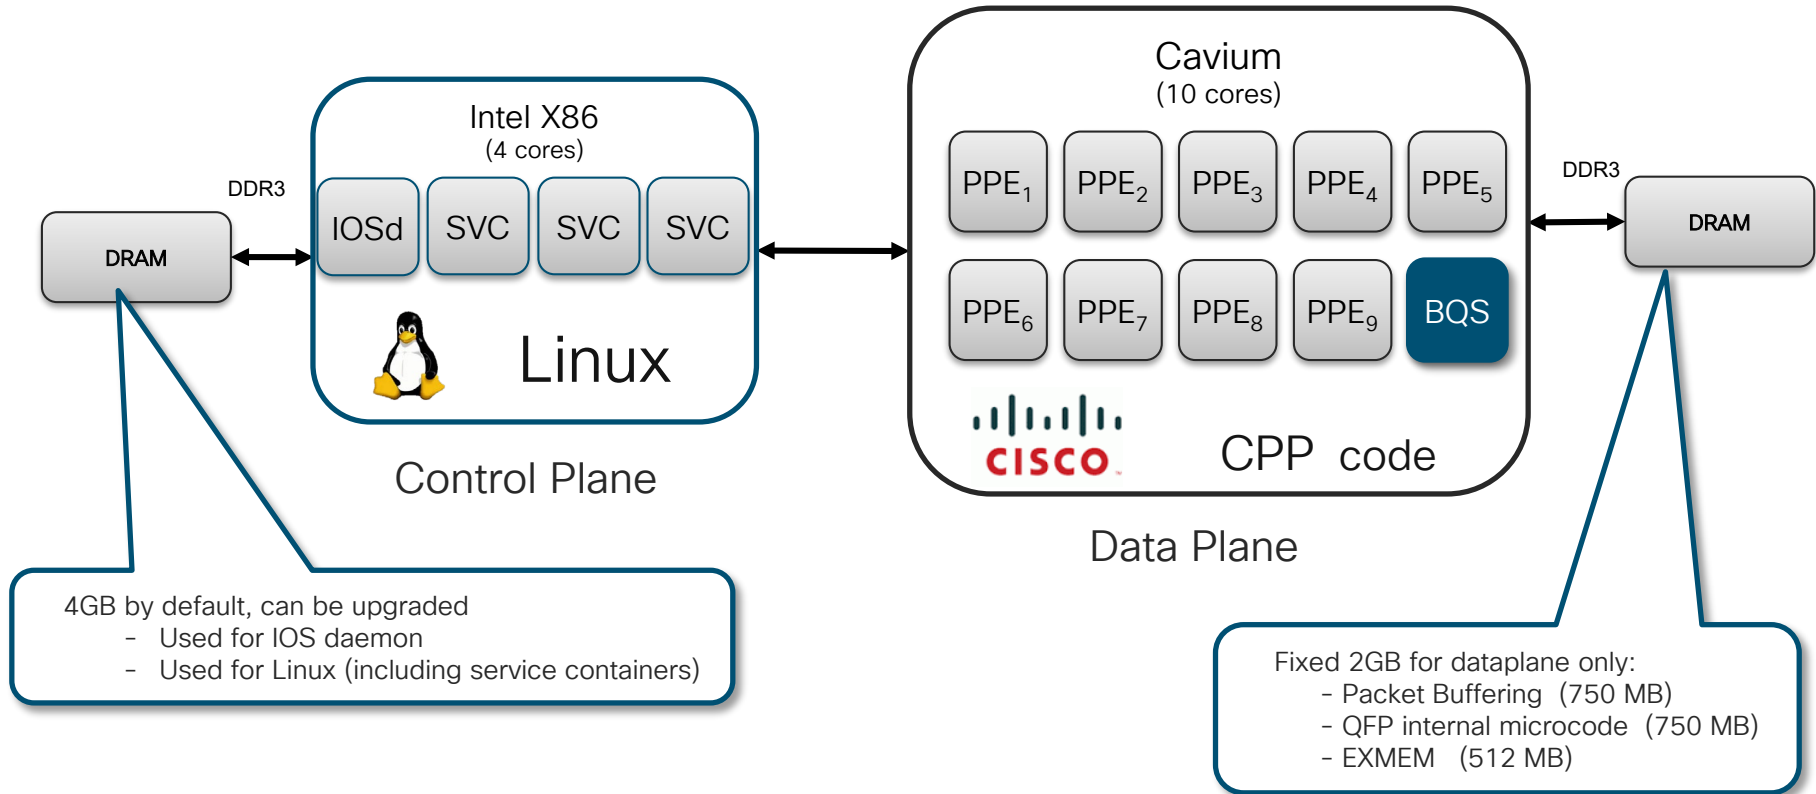 Cavium
(10 cores)
Intel X86
(4 cores)
DDR3
DRAM
IOSd SVC SVC SVC
Linux
Control Plane
PPE1 PPE2 PPE3 PPE4 PPE5
PPE6 PPE7 PPE8 PPE9 BQS
CISCO™
CPP code
Data Plane
DDR3
DRAM
4GB by default, can be upgraded
- Used for IOS daemon
- Used for Linux (including service containers)
Fixed 2GB for dataplane only:
- Packet Buffering (750 MB)
- QFP internal microcode (750 MB)
- EXMEM (512 MB)